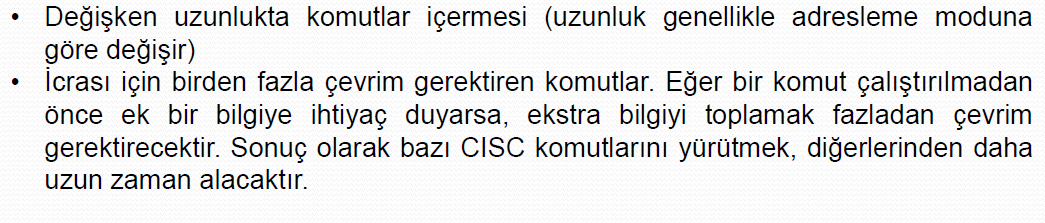 • Değişken uzunlukta komutlar içermesi (uzunluk genellikle adresleme moduna
göre değişir)
• İcrası için birden fazla çevrim gerektiren komutlar. Eğer bir komut çalıştırılmadan
önce ek bir bilgiye ihtiyaç duyarsa, ekstra bilgiyi toplamak fazladan çevrim
gerektirecektir. Sonuç olarak bazı CISC komutlarını yürütmek, diğerlerinden daha
uzun zaman alacaktır.